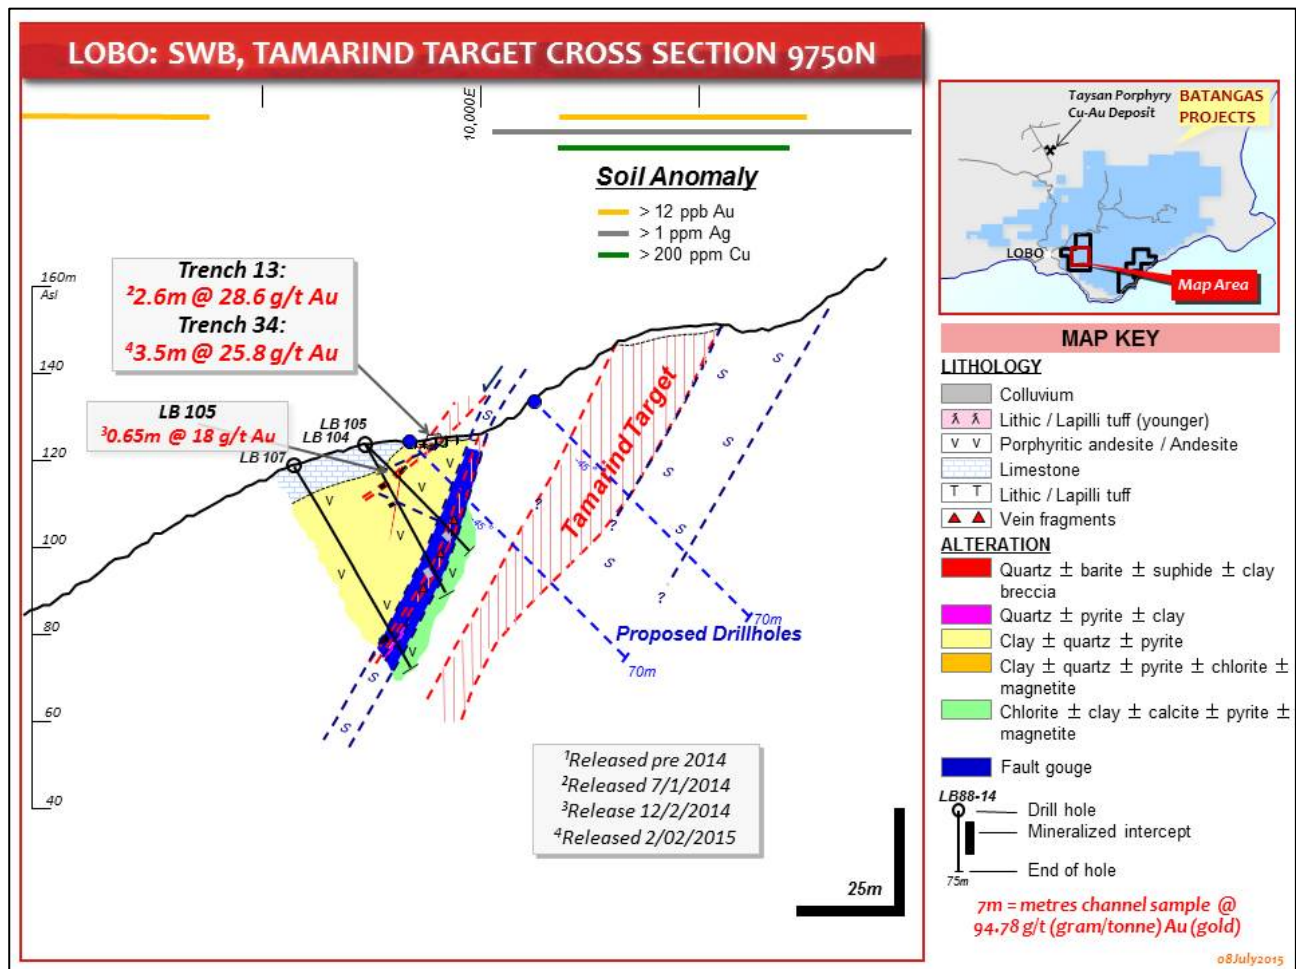 LOBO: SWB, TAMARIND TARGET CROSS SECTION 9750N
10,000E
Soil Anomaly
> 12 ppb Au
> 1 ppm Ag
> 200 ppm Cu
Trench 13:
²2.6m @ 28.6 g/t Au
Trench 34:
⁴3.5m @ 25.8 g/t Au
LB 105
³0.65m @ 18 g/t Au
160m
Asl
140
120
100
80
60
40
LB 105
LB 104
LB 107
Tamarind Target
-45°
-45°
70m
70m
Proposed Drillholes
¹Released pre 2014
²Released 7/1/2014
³Release 12/2/2014
⁴Released 2/02/2015
25m
Taysan Porphyry
Cu-Au Deposit
BATANGAS
PROJECTS
LOBO
Map Area
MAP KEY
LITHOLOGY
Colluvium
Lithic / Lapilli tuff (younger)
Porphyritic andesite / Andesite
Limestone
Lithic / Lapilli tuff
Vein fragments
ALTERATION
Quartz ± barite ± suphide ± clay
breccia
Quartz ± pyrite ± clay
Clay ± quartz ± pyrite
Clay ± quartz ± pyrite ± chlorite ±
magnetite
Chlorite ± clay ± calcite ± pyrite ±
magnetite
Fault gouge
LB88-14
Drill hole
Mineralized intercept
End of hole
75m
7m = metres channel sample @
94.78 g/t (gram/tonne) Au (gold)
08July2015